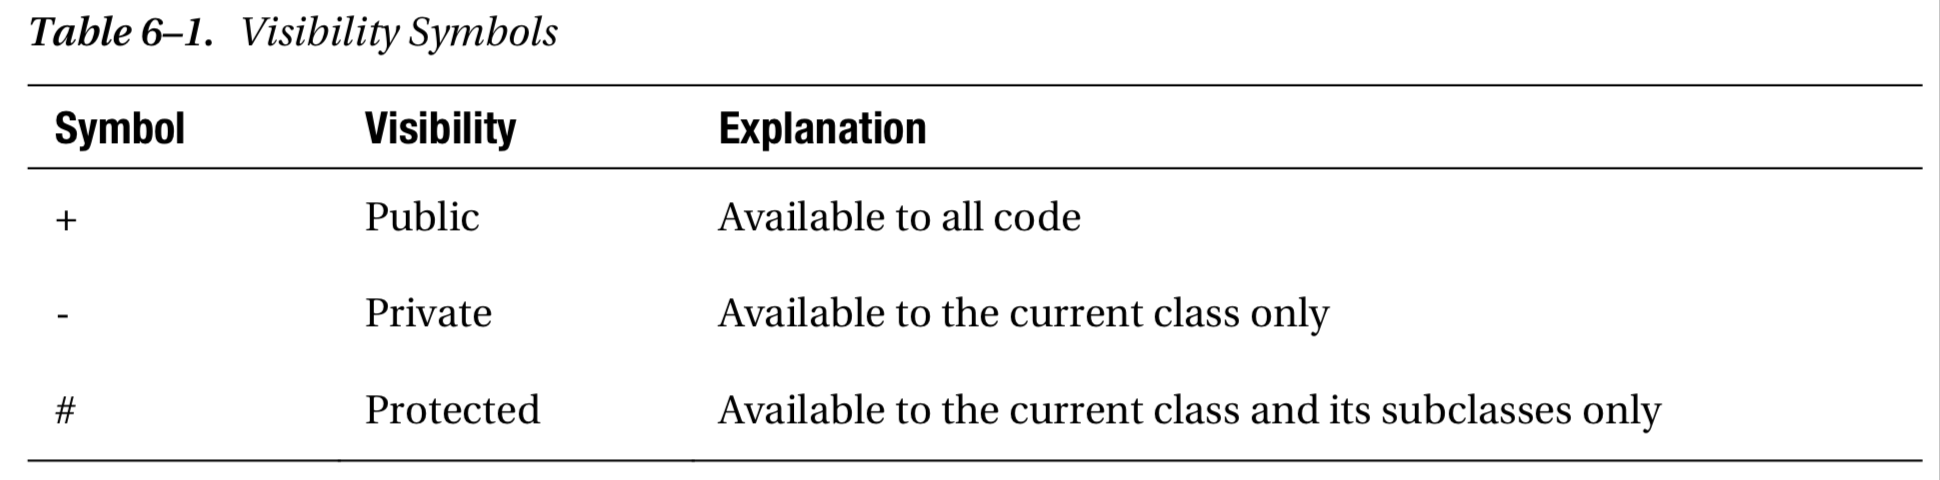 Table 6–1. Visibility Symbols
Symbol Visibility Explanation
+ Public Available to all code
- Private Available to the current class only
# Protected Available to the current class and its subclasses only